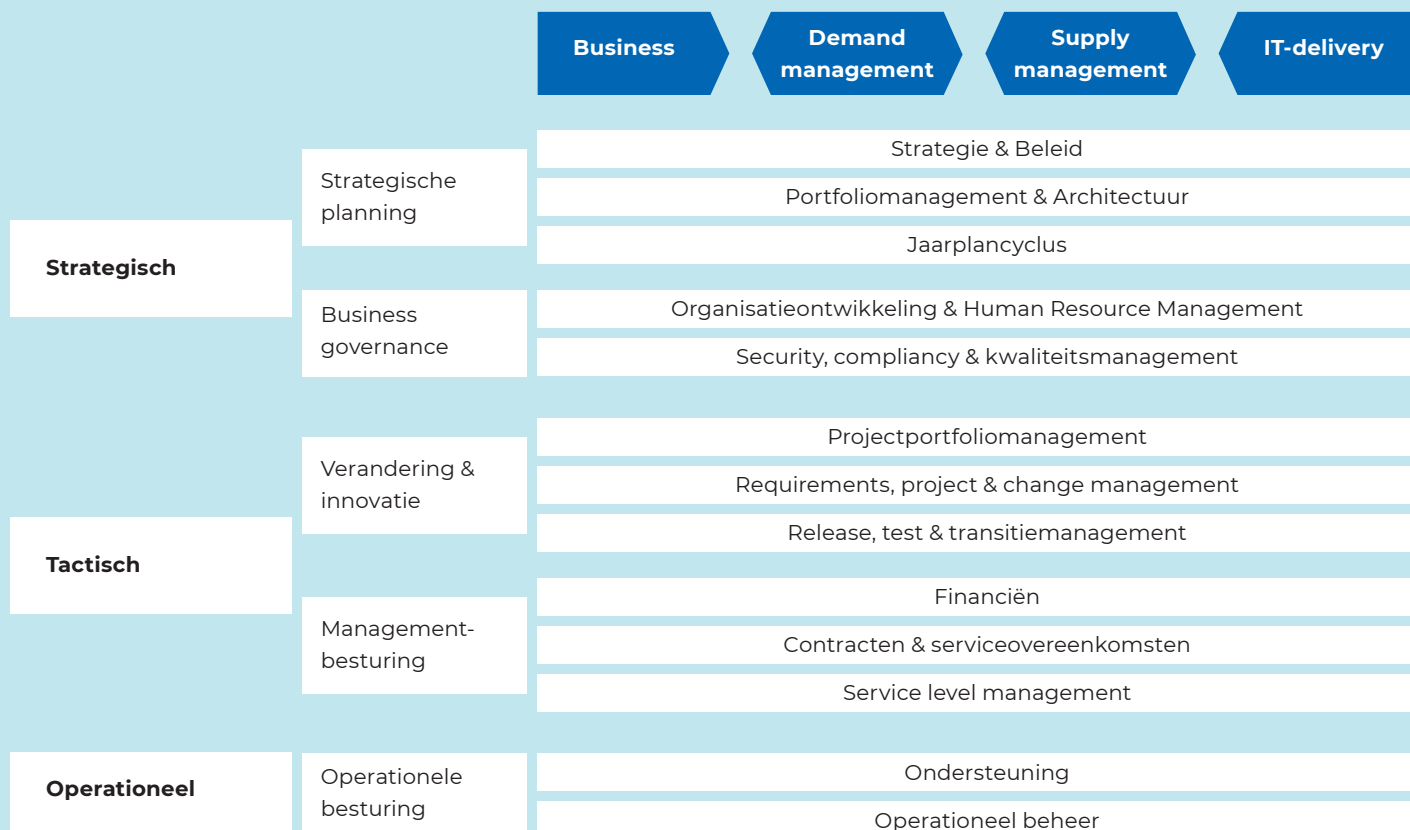 Business
Demand
management
Supply
management
IT-delivery
Strategisch
Strategische
planning
Strategie & Beleid
Portfoliomanagement & Architectuur
Jaarplancyclus
Business
governance
Organisatieontwikkeling & Human Resource Management
Security, compliancy & kwaliteitsmanagement
Tactisch
Verandering &
innovatie
Projectportfoliomanagement
Requirements, project & change management
Release, test & transitiemanagement
Management-
besturing
Financiën
Contracten & serviceovereenkomsten
Service level management
Operationeel
Operationele
besturing
Ondersteuning
Operationeel beheer